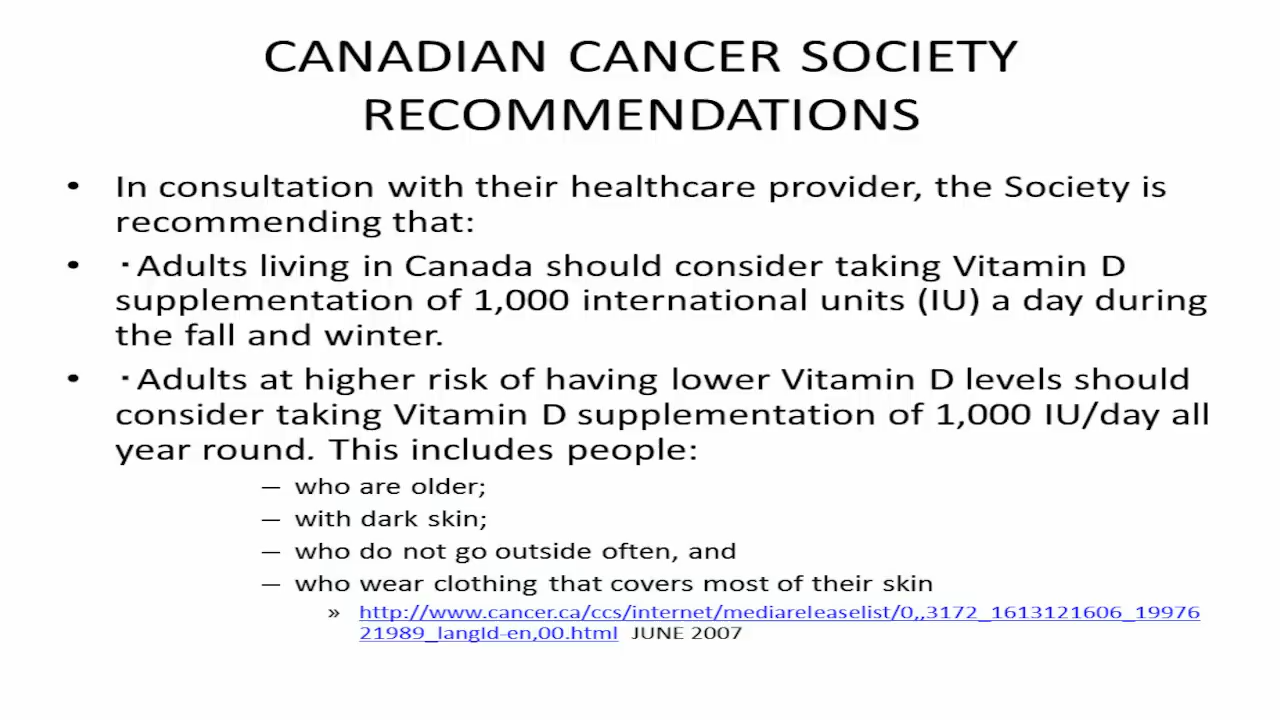 CANADIAN CANCER SOCIETY
RECOMMENDATIONS
• In consultation with their healthcare provider, the Society is
recommending that:
• ·Adults living in Canada should consider taking Vitamin D
supplementation of 1,000 international units (IU) a day during
the fall and winter.
• ·Adults at higher risk of having lower Vitamin D levels should
consider taking Vitamin D supplementation of 1,000 IU/day all
year round. This includes people:
– who are older;
– with dark skin;
– who do not go outside often, and
– who wear clothing that covers most of their skin
» http://www.cancer.ca/ccs/internet/mediareleaselist/0,,3172_1613121606_19976
21989_langId-en,00.html JUNE 2007